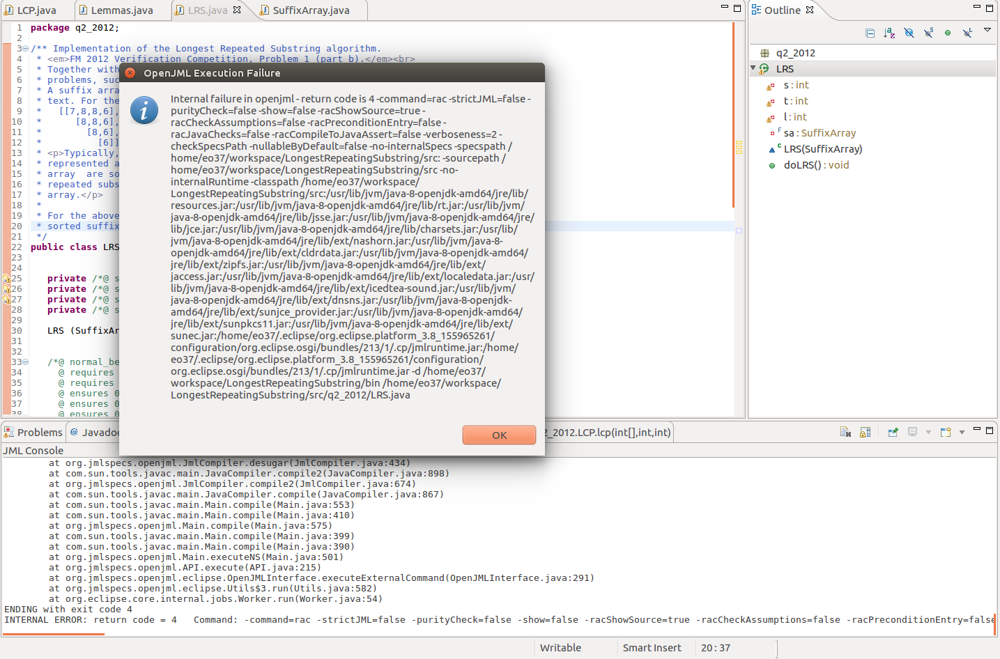 LCP.java
Lemmas.java
LRS.java
SuffixArray.java
Outline
1 package q2_2012;
2
3 /** Implementation of the Longest Repeated Substring algorithm.
4 * <em>FM 2012 Verification Competition, Problem 1 (part b).</em><br>
5 * Together with
6 * problems, suc
7 * A suffix arra
8 * text. For the
9 * [[7,8,8,6],
10 * [8,8,6],
11 * [8,6],
12 * [6]]
13 * <p>Typically,
14 * represented a
15 * array are so
16 * repeated subs
17 * array.</p>
18 *
19 * For the above
20 * sorted suffix
21 */
22 public class LRS
23
24
25 private /*@ s
26 private /*@ s
27 private /*@ s
28 private /*@ s
29
30 LRS (SuffixAr
31
32
33 /*@ normal_be
34 @ requires
35 @ requires
36 @ ensures 0
37 @ ensures 0
38 @ ensures 0
OpenJML Execution Failure
Internal failure in openjml - return code is 4 -command=rac -strictJML=false -
purityCheck=false -show=false -racShowSource=true -
racCheckAssumptions=false -racPreconditionEntry=false -
racJavaChecks=false -racCompileToJavaAssert=false -verboseness=2 -
checkSpecsPath -nullableByDefault=false -no-internalSpecs -specspath /
home/eo37/workspace/LongestRepeatingSubstring/src: -sourcepath /
home/eo37/workspace/LongestRepeatingSubstring/src -no-
internalRuntime -classpath /home/eo37/workspace/
LongestRepeatingSubstring/src:/usr/lib/jvm/java-8-openjdk-amd64/jre/lib/
resources.jar:/usr/lib/jvm/java-8-openjdk-amd64/jre/lib/rt.jar:/usr/lib/jvm/
java-8-openjdk-amd64/jre/lib/jsse.jar:/usr/lib/jvm/java-8-openjdk-amd64/jre/
lib/jce.jar:/usr/lib/jvm/java-8-openjdk-amd64/jre/lib/charsets.jar:/usr/lib/
jvm/java-8-openjdk-amd64/jre/lib/ext/nashorn.jar:/usr/lib/jvm/java-8-
openjdk-amd64/jre/lib/ext/cldrdata.jar:/usr/lib/jvm/java-8-openjdk-amd64/
jre/lib/ext/zipfs.jar:/usr/lib/jvm/java-8-openjdk-amd64/jre/lib/ext/
jaccess.jar:/usr/lib/jvm/java-8-openjdk-amd64/jre/lib/ext/localedata.jar:/usr/
lib/jvm/java-8-openjdk-amd64/jre/lib/ext/icedtea-sound.jar:/usr/lib/jvm/
java-8-openjdk-amd64/jre/lib/ext/dnsns.jar:/usr/lib/jvm/java-8-openjdk-
amd64/jre/lib/ext/sunjce_provider.jar:/usr/lib/jvm/java-8-openjdk-amd64/
jre/lib/ext/sunpkcs11.jar:/usr/lib/jvm/java-8-openjdk-amd64/jre/lib/ext/
sunec.jar:/home/eo37/.eclipse/org.eclipse.platform_3.8_155965261/
configuration/org.eclipse.osgi/bundles/213/1/.cp/jmlruntime.jar:/home/
eo37/.eclipse/org.eclipse.platform_3.8_155965261/configuration/
org.eclipse.osgi/bundles/213/1/.cp/jmlruntime.jar -d /home/eo37/
workspace/LongestRepeatingSubstring/bin /home/eo37/workspace/
LongestRepeatingSubstring/src/q2_2012/LRS.java
OK
q2_2012
LRS
s : int
t : int
l : int
sa : SuffixArray
LRS(SuffixArray)
doLRS() : void
Problems
Javado
2_2012.LCP.lcp(int[],int,int)
JML Console
at org.jmlspecs.openjml.JmlCompiler.desugar(JmlCompiler.java:434)
at com.sun.tools.javac.main.JavaCompiler.compile2(JavaCompiler.java:898)
at org.jmlspecs.openjml.JmlCompiler.compile2(JmlCompiler.java:674)
at com.sun.tools.javac.main.JavaCompiler.compile(JavaCompiler.java:867)
at com.sun.tools.javac.main.Main.compile(Main.java:553)
at com.sun.tools.javac.main.Main.compile(Main.java:410)
at org.jmlspecs.openjml.Main.compile(Main.java:575)
at com.sun.tools.javac.main.Main.compile(Main.java:399)
at com.sun.tools.javac.main.Main.compile(Main.java:390)
at org.jmlspecs.openjml.Main.executeNS(Main.java:501)
at org.jmlspecs.openjml.API.execute(API.java:215)
at org.jmlspecs.openjml.eclipse.OpenJMLInterface.executeExternalCommand(OpenJMLInterface.java:291)
at org.jmlspecs.openjml.eclipse.Utils$3.run(Utils.java:582)
at org.eclipse.core.internal.jobs.Worker.run(Worker.java:54)
ENDING with exit code 4
INTERNAL ERROR: return code = 4 Command: -command=rac -strictJML=false -purityCheck=false -show=false -racShowSource=true -racCheckAssumptions=false -racPreconditionEntry=false
Writable
Smart Insert
20 : 37